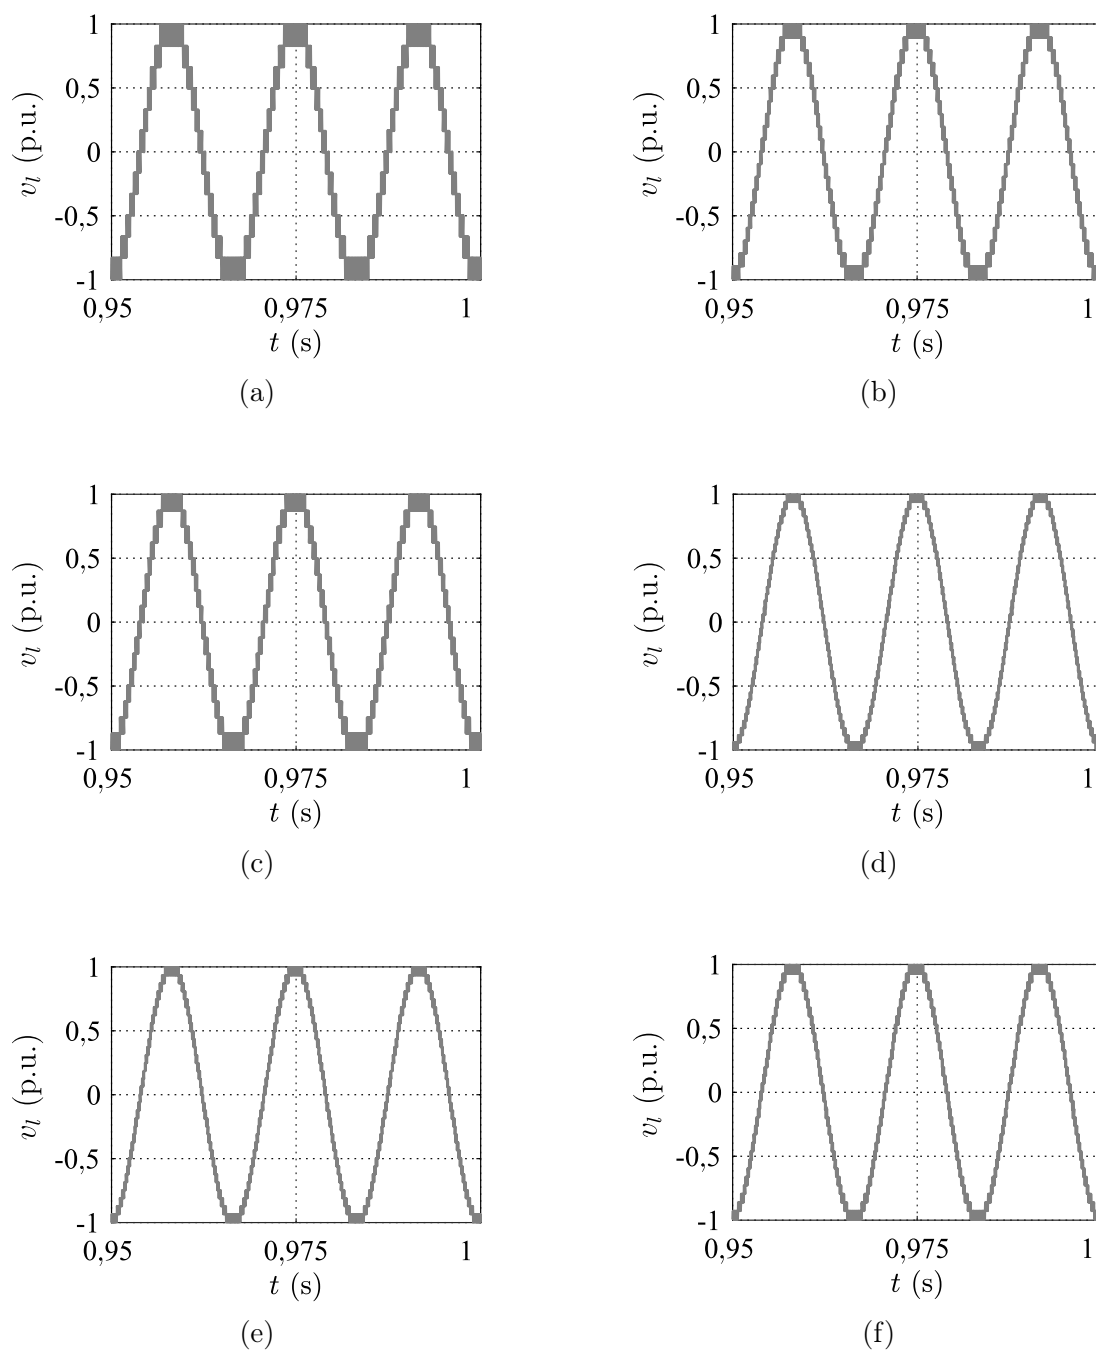 1
0,5
0
-0,5
-1
v_l (p.u.)
0,95 0,975 1
t (s)
(a)
1
0,5
0
-0,5
-1
v_l (p.u.)
0,95 0,975 1
t (s)
(b)
1
0,5
0
-0,5
-1
v_l (p.u.)
0,95 0,975 1
t (s)
(c)
1
0,5
0
-0,5
-1
v_l (p.u.)
0,95 0,975 1
t (s)
(d)
1
0,5
0
-0,5
-1
v_l (p.u.)
0,95 0,975 1
t (s)
(e)
1
0,5
0
-0,5
-1
v_l (p.u.)
0,95 0,975 1
t (s)
(f)